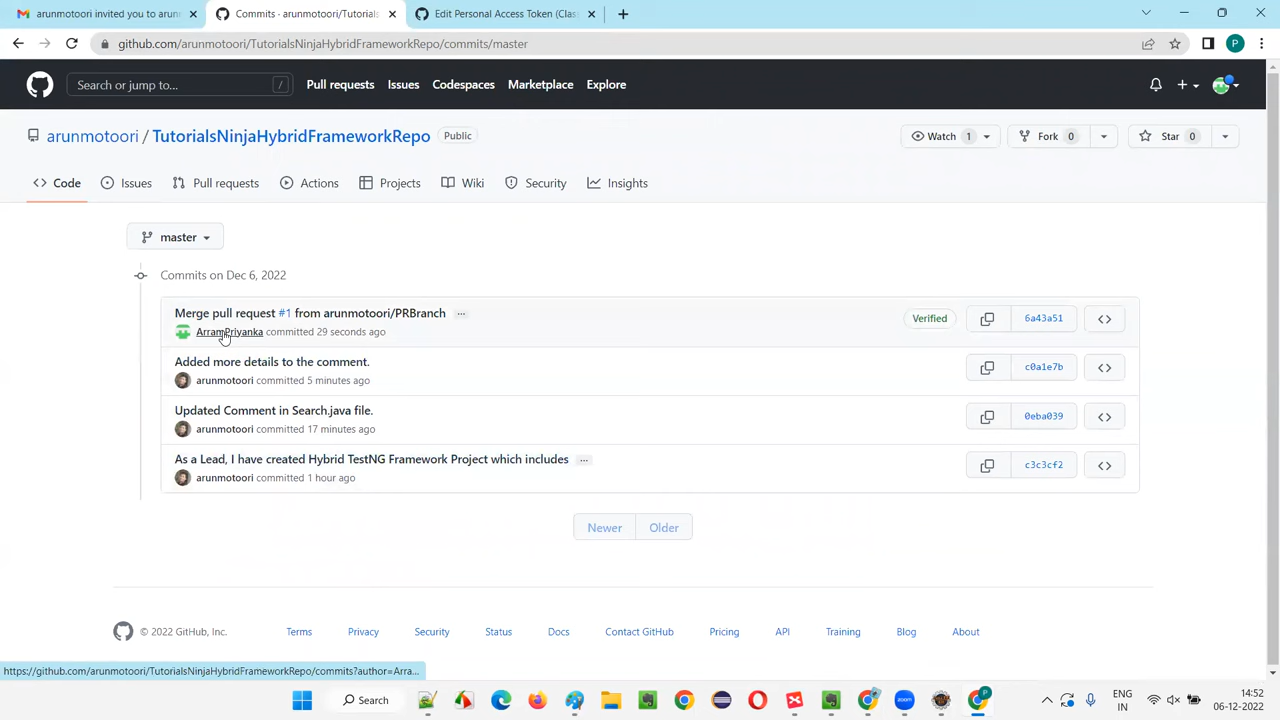 arunmotoori invited you to arun
Commits · arunmotoori/Tutorials
Edit Personal Access Token (Clas
github.com/arunmotoori/TutorialsNinjaHybridFrameworkRepo/commits/master
P
Search or jump to...
/
Pull requests
Issues
Codespaces
Marketplace
Explore
arunmotoori / TutorialsNinjaHybridFrameworkRepo
Public
Watch 1
Fork 0
Star 0
Code
Issues
Pull requests
Actions
Projects
Wiki
Security
Insights
master
Commits on Dec 6, 2022
Merge pull request #1 from arunmotoori/PRBranch ...
Verified
6a43a51
ArramPriyanka committed 29 seconds ago
Added more details to the comment.
c0a1e7b
arunmotoori committed 5 minutes ago
Updated Comment in Search.java file.
0eba039
arunmotoori committed 17 minutes ago
As a Lead, I have created Hybrid TestNG Framework Project which includes ...
c3c3cf2
arunmotoori committed 1 hour ago
Newer
Older
© 2022 GitHub, Inc.
Terms
Privacy
Security
Status
Docs
Contact GitHub
Pricing
API
Training
Blog
About
https://github.com/arunmotoori/TutorialsNinjaHybridFrameworkRepo/commits?author=Arra...
Search
P
ENG
IN
14:52
06-12-2022